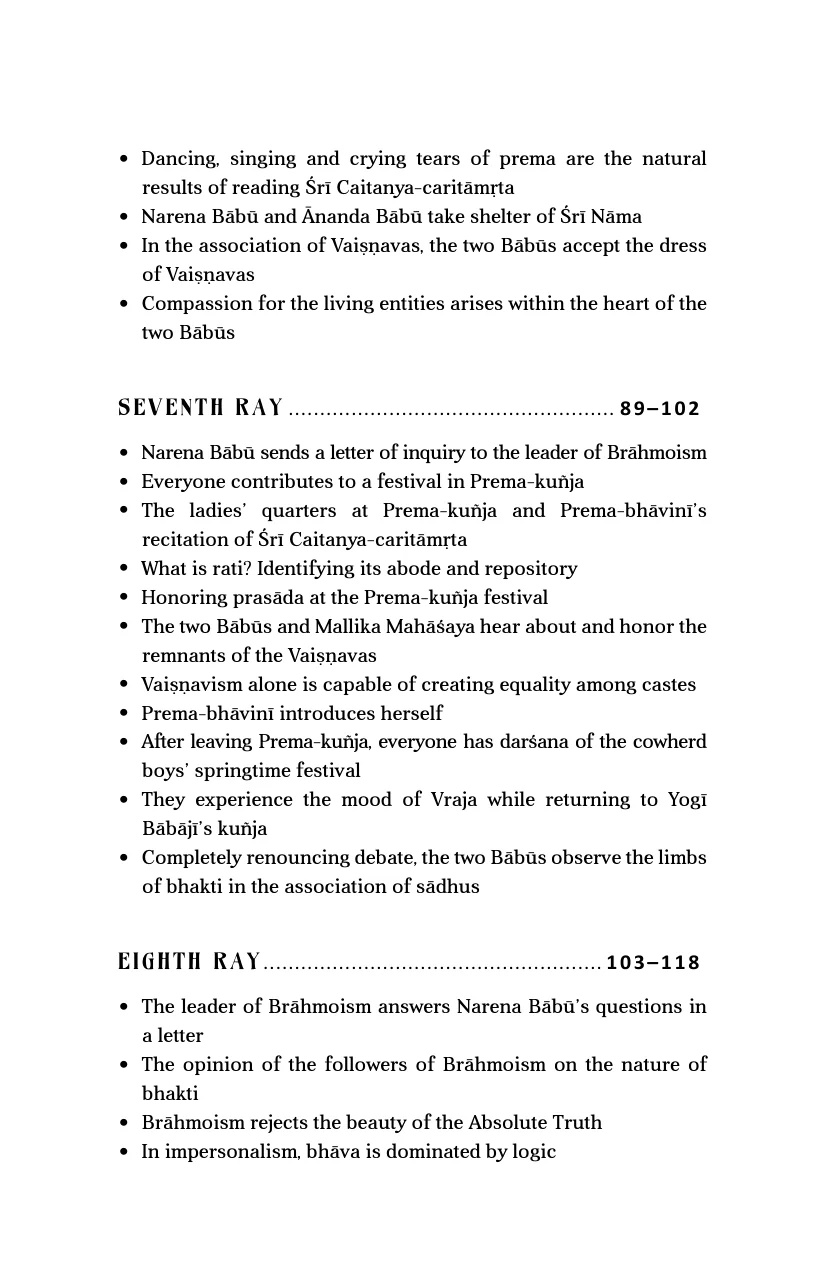 • Dancing, singing and crying tears of prema are the natural
results of reading Śrī Caitanya-caritāmṛta
• Narena Bābū and Ānanda Bābū take shelter of Śrī Nāma
• In the association of Vaiṣṇavas, the two Bābūs accept the dress
of Vaiṣṇavas
• Compassion for the living entities arises within the heart of the
two Bābūs
SEVENTH RAY .................................................... 89–102
• Narena Bābū sends a letter of inquiry to the leader of Brāhmoism
• Everyone contributes to a festival in Prema-kuñja
• The ladies’ quarters at Prema-kuñja and Prema-bhāvinī’s
recitation of Śrī Caitanya-caritāmṛta
• What is rati? Identifying its abode and repository
• Honoring prasāda at the Prema-kuñja festival
• The two Bābūs and Mallika Mahāśaya hear about and honor the
remnants of the Vaiṣṇavas
• Vaiṣṇavism alone is capable of creating equality among castes
• Prema-bhāvinī introduces herself
• After leaving Prema-kuñja, everyone has darśana of the cowherd
boys’ springtime festival
• They experience the mood of Vraja while returning to Yogī
Bābājī’s kuñja
• Completely renouncing debate, the two Bābūs observe the limbs
of bhakti in the association of sādhus
EIGHTH RAY...................................................... 103–118
• The leader of Brāhmoism answers Narena Bābū’s questions in
a letter
• The opinion of the followers of Brāhmoism on the nature of
bhakti
• Brāhmoism rejects the beauty of the Absolute Truth
• In impersonalism, bhāva is dominated by logic